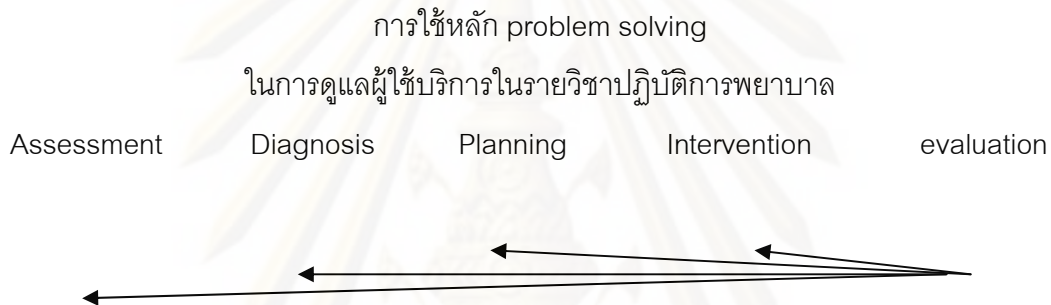 การใช้หลัก problem solving
ในการดูแลผู้ใช้บริการในรายวิชาปฏิบัติการพยาบาล
Assessment Diagnosis Planning Intervention evaluation